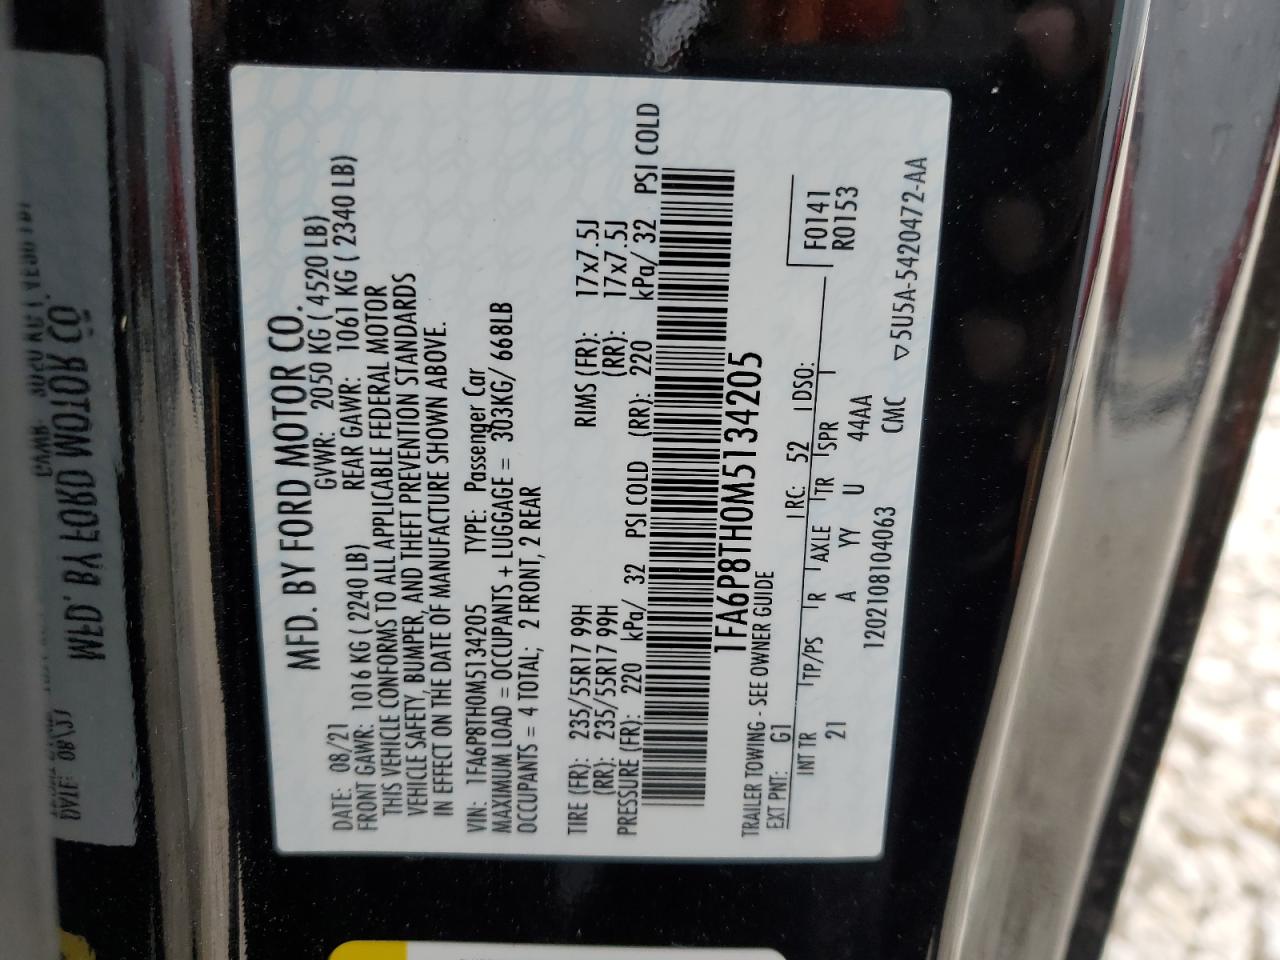 MFD. BY FORD MOTOR CO.
DATE: 08/21 GVWR: 2050 KG ( 4520 LB)
FRONT GAWR: 1016 KG ( 2240 LB) REAR GAWR: 1061 KG ( 2340 LB)
THIS VEHICLE CONFORMS TO ALL APPLICABLE FEDERAL MOTOR
VEHICLE SAFETY, BUMPER, AND THEFT PREVENTION STANDARDS
IN EFFECT ON THE DATE OF MANUFACTURE SHOWN ABOVE.
VIN: 1FA6P8TH0M5134205 TYPE: Passenger Car
MAXIMUM LOAD = OCCUPANTS + LUGGAGE = 303KG/ 668LB
OCCUPANTS = 4 TOTAL; 2 FRONT, 2 REAR
TIRE (FR): 235/55R17 99H RIMS (FR): 17x7.5J
(RR): 235/55R17 99H (RR): 17x7.5J
PRESSURE (FR): 220 kPa/ 32 PSI COLD (RR): 220 kPa/ 32 PSI COLD
1FA6P8TH0M5134205
TRAILER TOWING - SEE OWNER GUIDE
EXT PNT: G1 RC: 52 DSO:
INT TR TP/PS R AXLE TR SPR F0141
21 A YY U 44AA R0153
1202108104063 CMC
▽5U5A-5420472-AA
MFD. BY FORD MOTOR CO.
DATE: 08/21